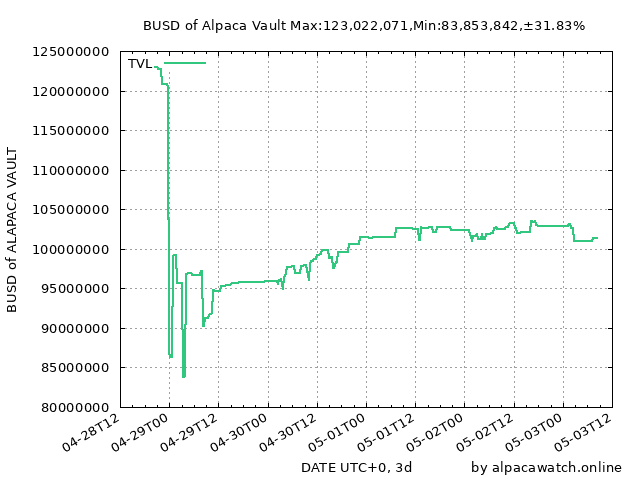 BUSD of Alpaca Vault Max:123,022,071,Min:83,853,842,±31.83%
125000000
TVL
120000000
115000000
110000000
105000000
100000000
95000000
90000000
85000000
80000000
BUSD of ALAPACA VAULT
04-28T12
04-29T00
04-29T12
04-30T00
04-30T12
05-01T00
05-01T12
05-02T00
05-02T12
05-03T00
05-03T12
DATE UTC+0, 3d
by alpacawatch.online